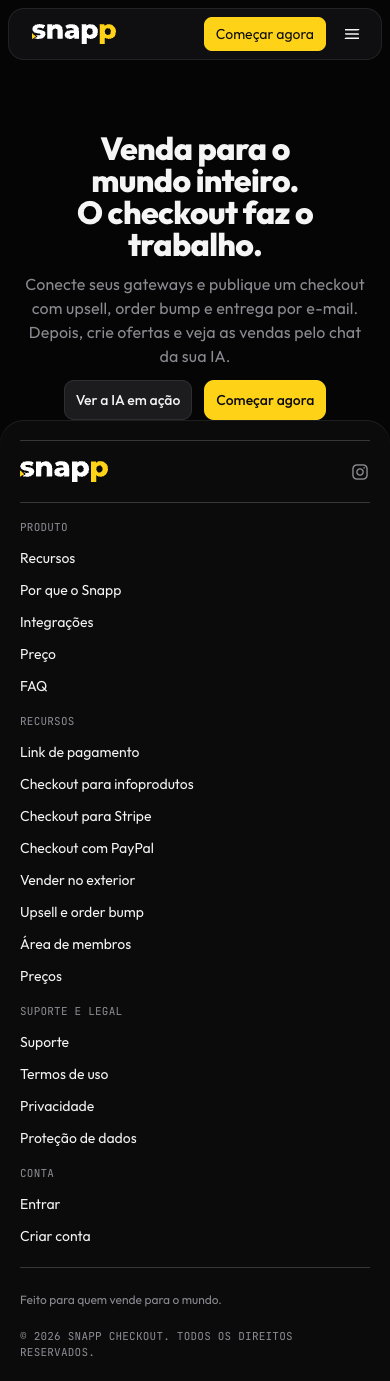 snapp
Começar agora
Venda para o
mundo inteiro.
O checkout faz o
trabalho.
Conecte seus gateways e publique um checkout
com upsell, order bump e entrega por e-mail.
Depois, crie ofertas e veja as vendas pelo chat
da sua IA.
Ver a IA em ação
Começar agora
snapp
PRODUTO
Recursos
Por que o Snapp
Integrações
Preço
FAQ
RECURSOS
Link de pagamento
Checkout para infoprodutos
Checkout para Stripe
Checkout com PayPal
Vender no exterior
Upsell e order bump
Área de membros
Preços
SUPORTE E LEGAL
Suporte
Termos de uso
Privacidade
Proteção de dados
CONTA
Entrar
Criar conta
Feito para quem vende para o mundo.
© 2026 SNAPP CHECKOUT. TODOS OS DIREITOS
RESERVADOS.